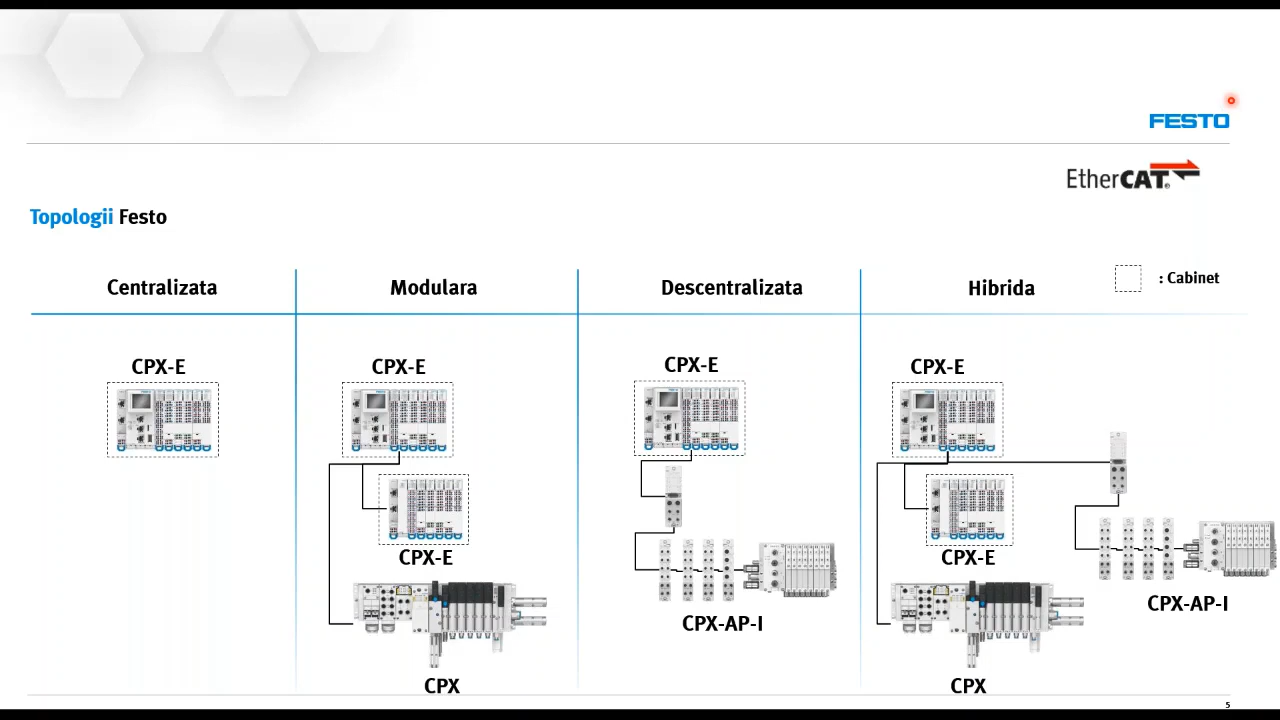 FESTO
EtherCAT®
Topologii Festo
Centralizata
Modulara
Descentralizata
Hibrida
: Cabinet
CPX-E
CPX-E
CPX-E
CPX-E
CPX-E
CPX-E
CPX-AP-I
CPX-AP-I
CPX
CPX
5